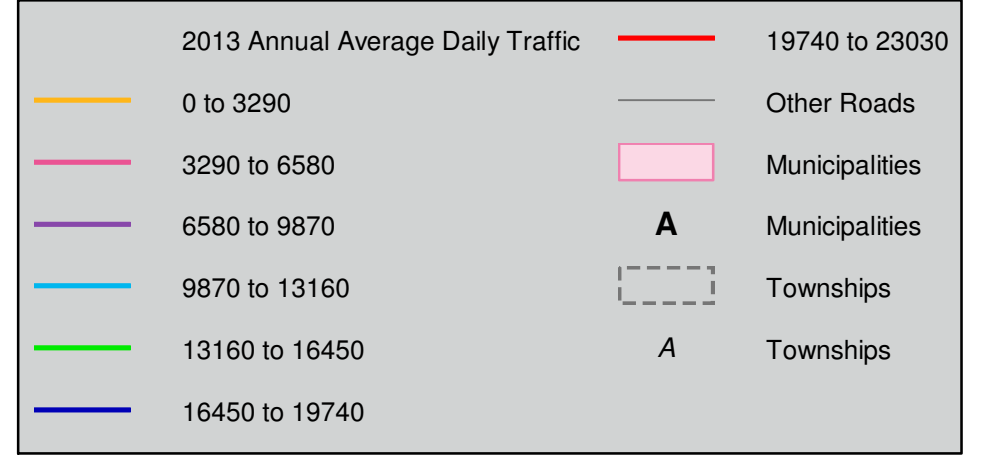 2013 Annual Average Daily Traffic
0 to 3290
3290 to 6580
6580 to 9870
9870 to 13160
13160 to 16450
16450 to 19740
19740 to 23030
Other Roads
Municipalities
A Municipalities
Townships
A Townships